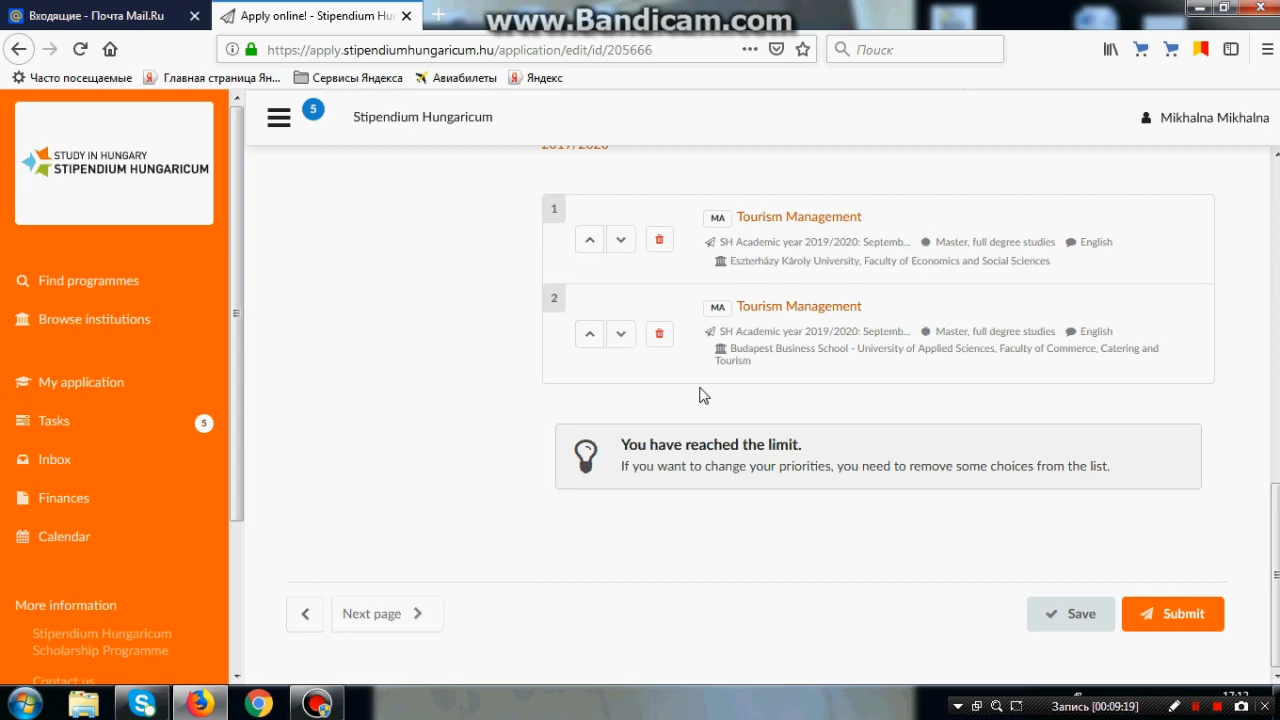 www.Bandicam.com
Входящие - Почта Mail.Ru
Apply online! - Stipendium Hu
https://apply.stipendiumhungaricum.hu/application/edit/id/205666
Поиск
Часто посещаемые
Главная страница Ян...
Сервисы Яндекса
Авиабилеты
Яндекс
STUDY IN HUNGARY
STIPENDIUM HUNGARICUM
5
Stipendium Hungaricum
Mikhalna Mikhalna
2019/2020
Find programmes
Browse institutions
My application
Tasks 5
Inbox
Finances
Calendar
More information
Stipendium Hungaricum
Scholarship Programme
Contact us
1
MA Tourism Management
SH Academic year 2019/2020: Septemb... Master, full degree studies English
Eszterházy Károly University, Faculty of Economics and Social Sciences
2
MA Tourism Management
SH Academic year 2019/2020: Septemb... Master, full degree studies English
Budapest Business School - University of Applied Sciences, Faculty of Commerce, Catering and
Tourism
You have reached the limit.
If you want to change your priorities, you need to remove some choices from the list.
Next page
Save
Submit
17:12
Запись [00:09:19]